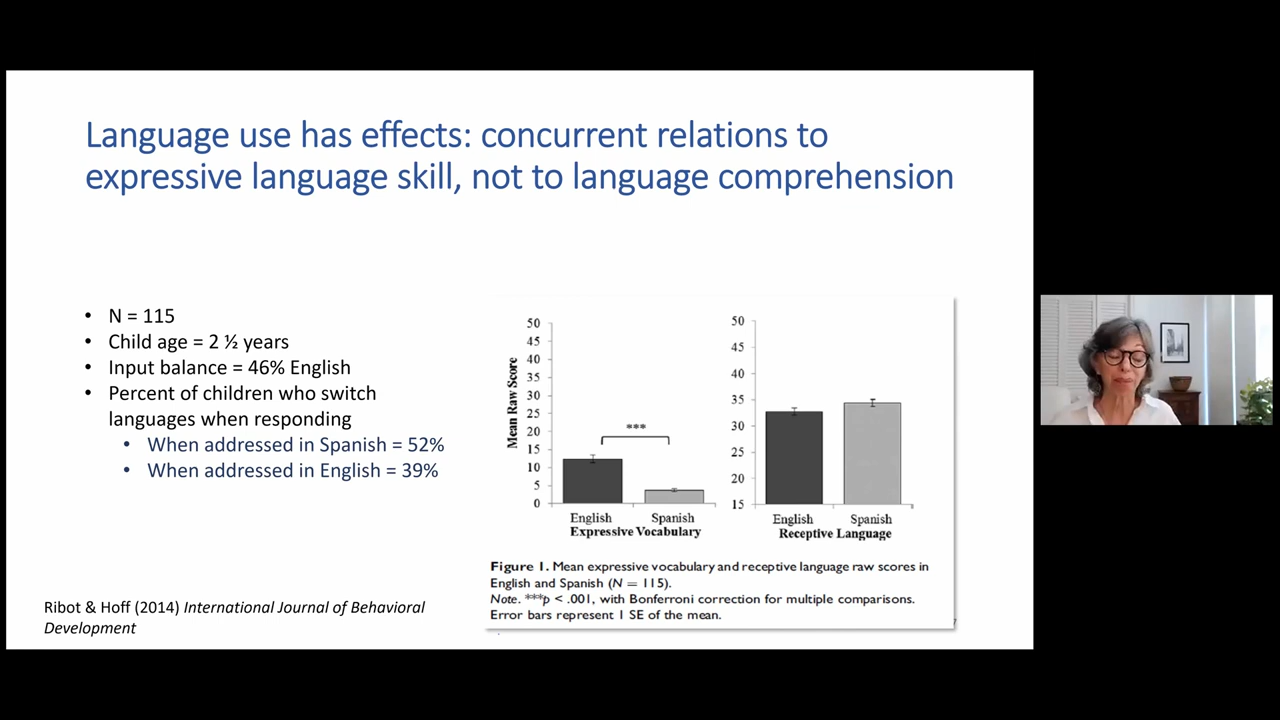 Language use has effects: concurrent relations to
expressive language skill, not to language comprehension
• N = 115
• Child age = 2 ½ years
• Input balance = 46% English
• Percent of children who switch
languages when responding
• When addressed in Spanish = 52%
• When addressed in English = 39%
Ribot & Hoff (2014) International Journal of Behavioral
Development
Mean Raw Score
50
45
40
35
30
25
20
15
10
5
0
***
English
Spanish
Expressive Vocabulary
50
45
40
35
30
25
20
15
English
Spanish
Receptive Language
Figure 1. Mean expressive vocabulary and receptive language raw scores in
English and Spanish (N = 115).
Note. ***p < .001, with Bonferroni correction for multiple comparisons.
Error bars represent 1 SE of the mean.